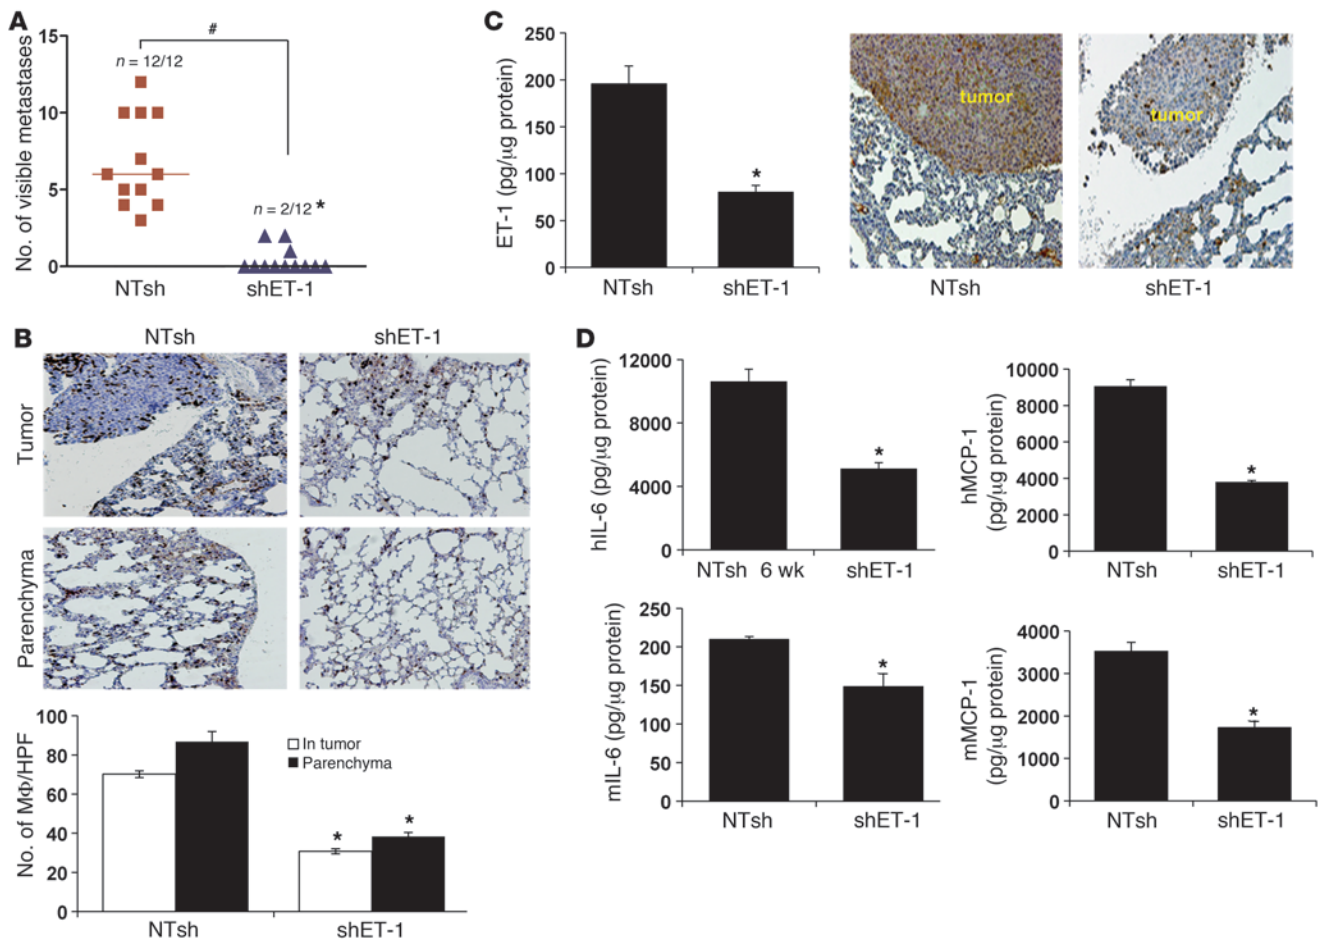 A
No. of visible metastases
15
10
5
0
#
n = 12/12
n = 2/12 *
NTsh
shET-1
B
NTsh
shET-1
Tumor
Parenchyma
No. of MΦ/HPF
100
80
60
40
20
0
In tumor
Parenchyma
*
*
NTsh
shET-1
C
ET-1 (pg/μg protein)
250
200
150
100
50
0
*
NTsh
shET-1
tumor
tumor
NTsh
shET-1
D
hIL-6 (pg/μg protein)
12000
8000
4000
0
*
NTsh 6 wk
shET-1
hMCP-1
(pg/μg protein)
10000
8000
6000
4000
2000
0
*
NTsh
shET-1
mIL-6 (pg/μg protein)
250
200
150
100
50
0
*
NTsh
shET-1
mMCP-1
(pg/μg protein)
4000
3000
2000
1000
0
*
NTsh
shET-1